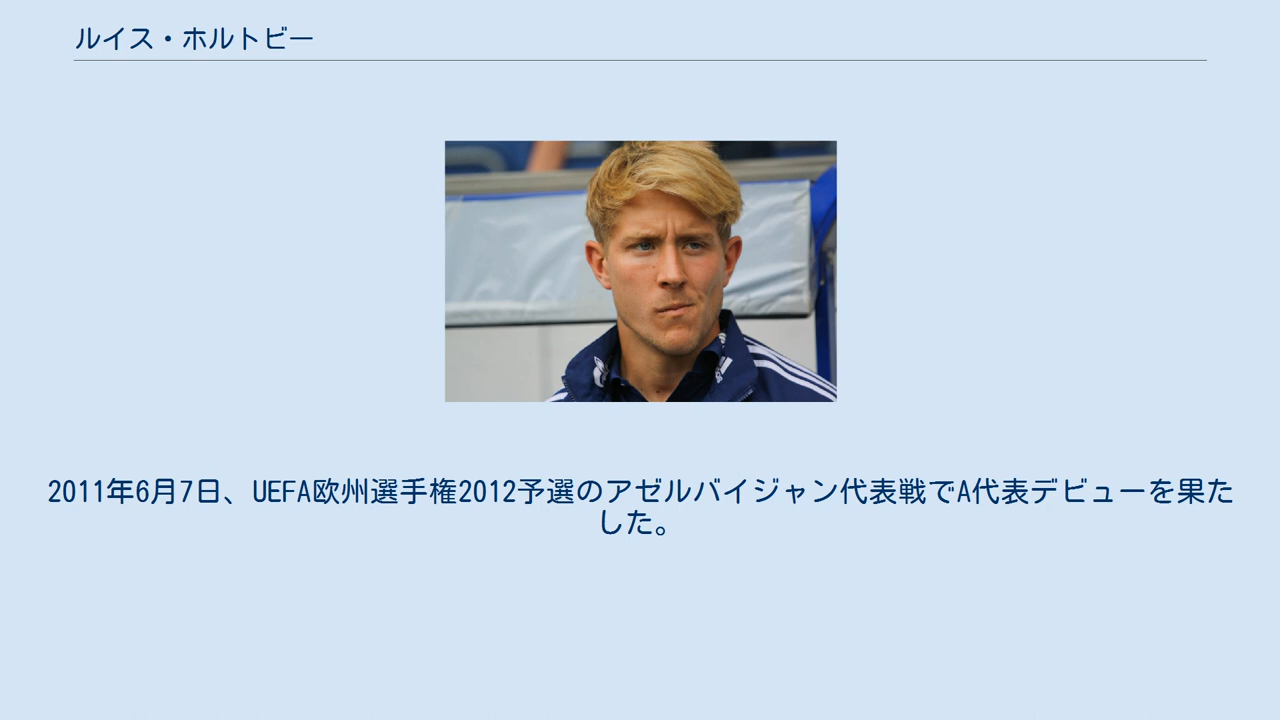 ルイス・ホルトビー
2011年6月7日、UEFA欧州選手権2012予選のアゼルバイジャン代表戦でA代表デビューを果た
した。